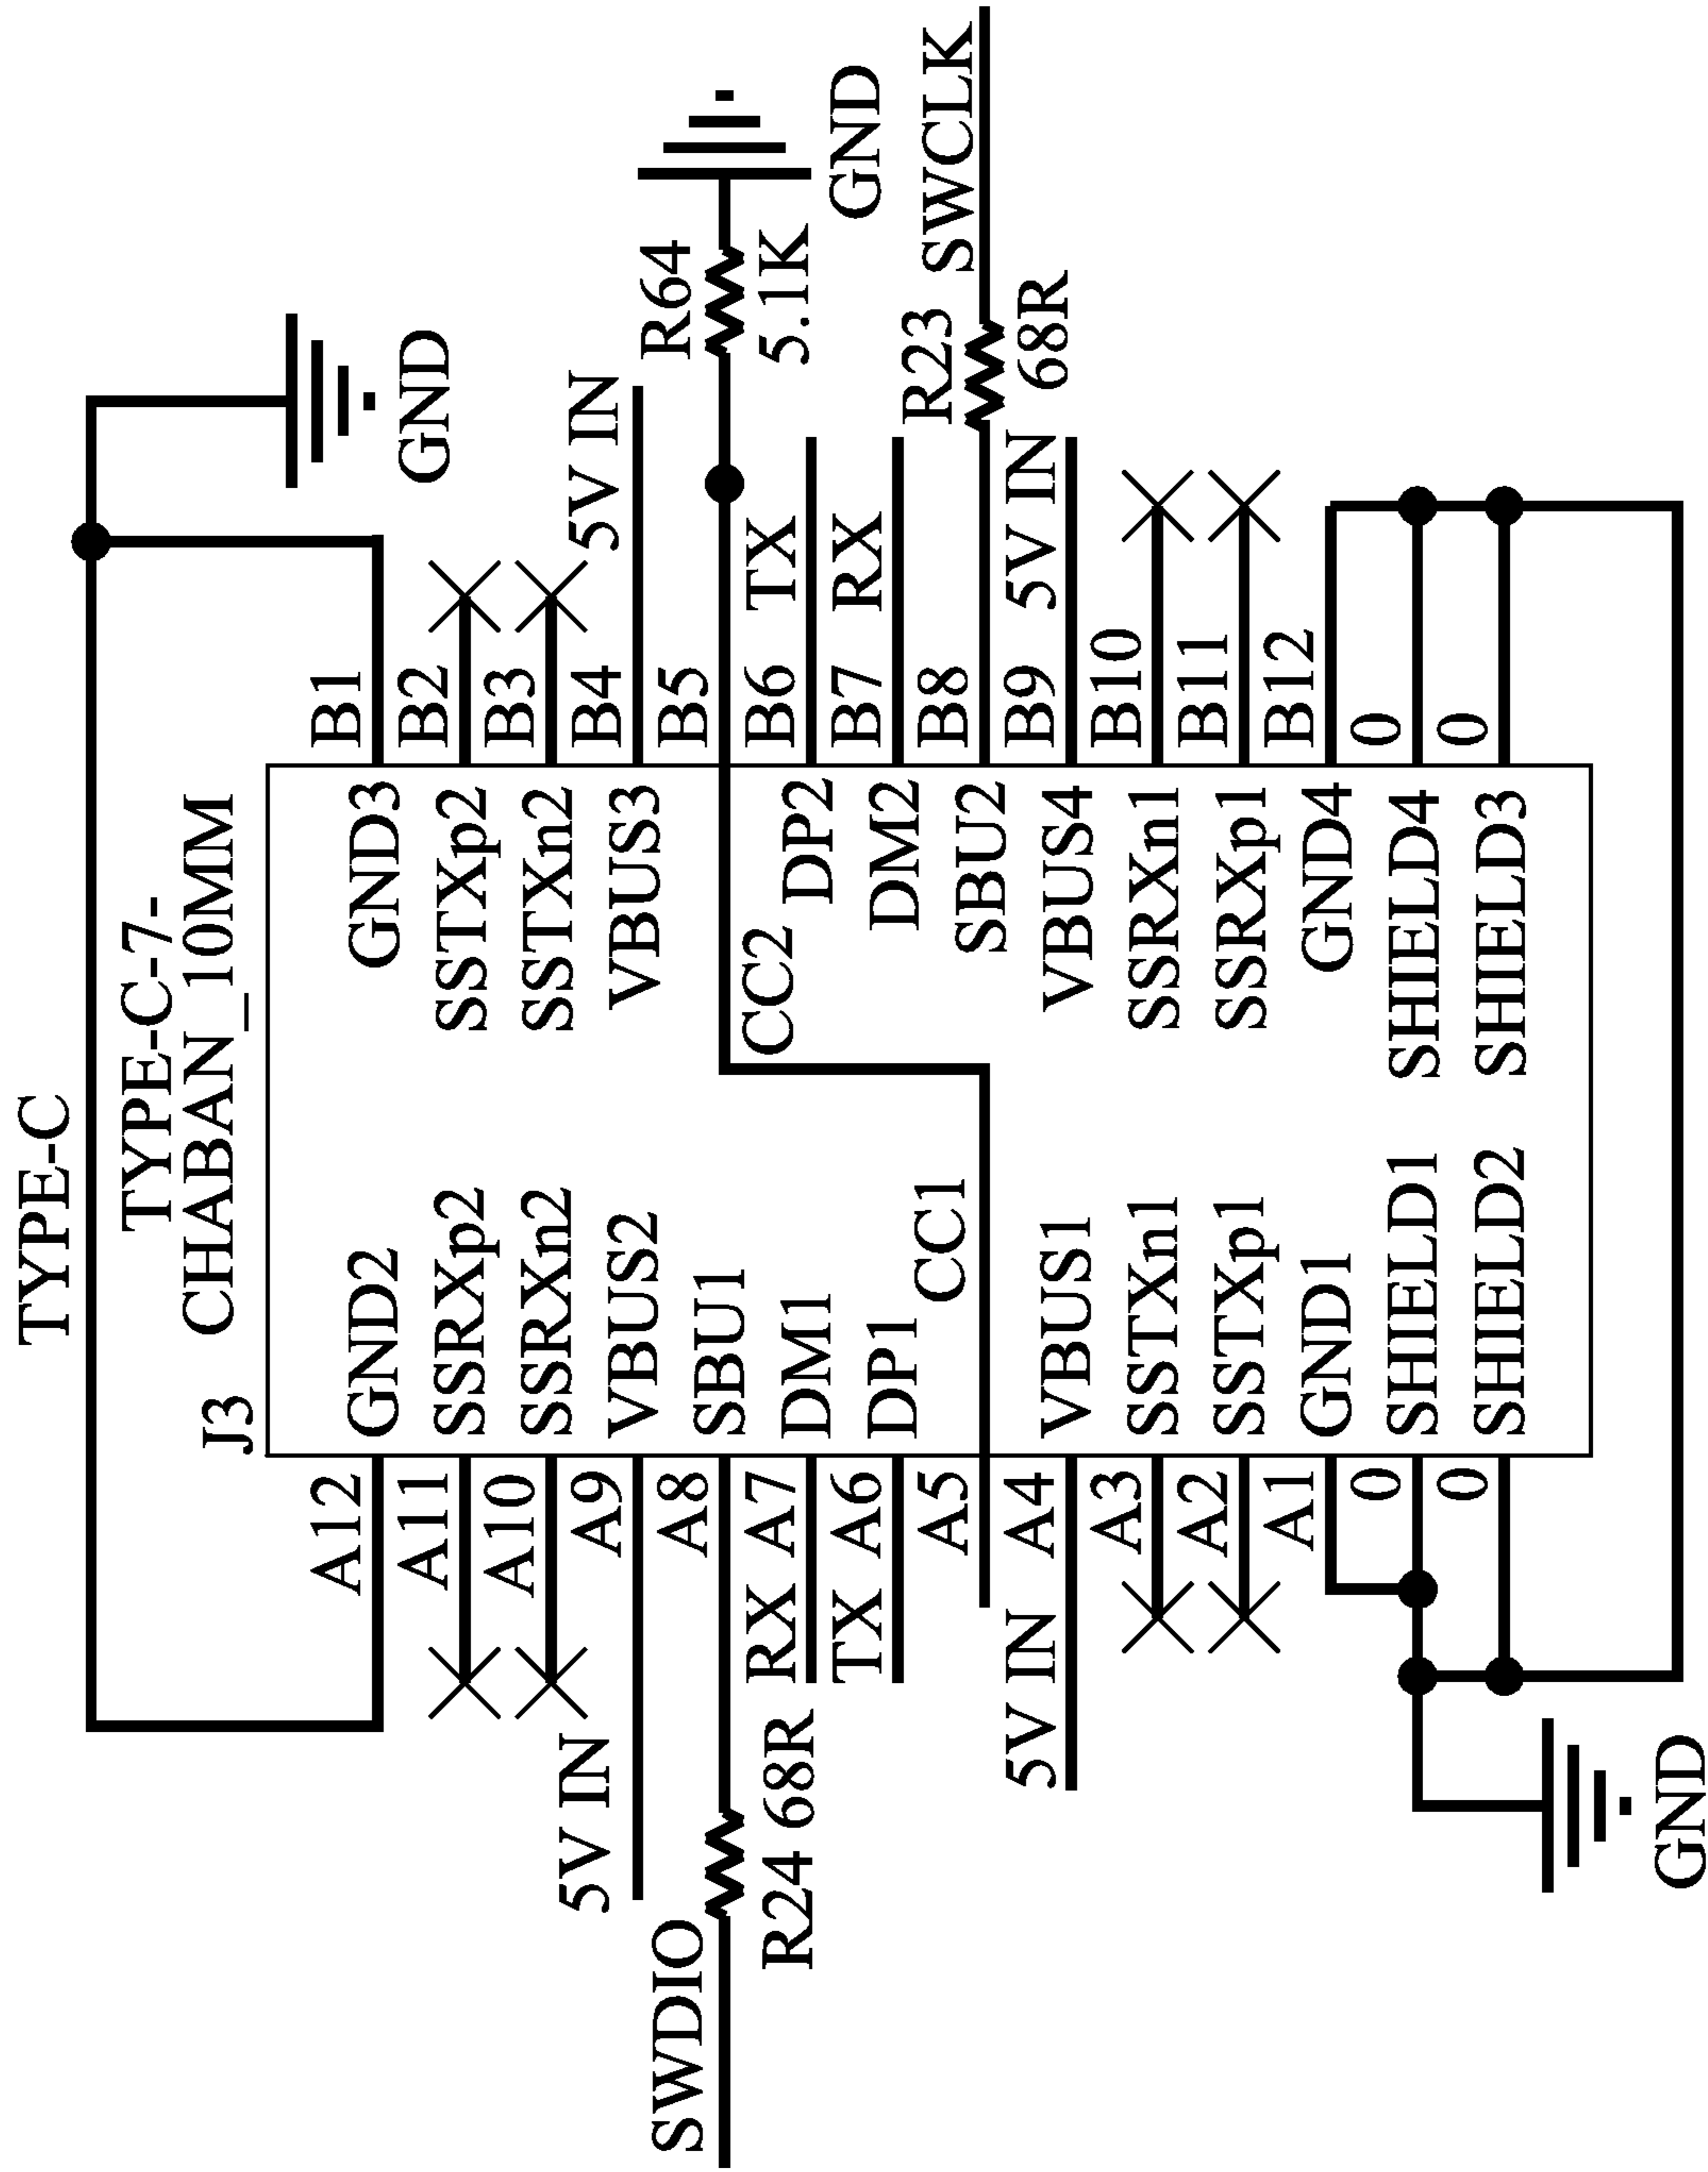 TYPE-C
TYPE-C-7-
CHABAN_10MM
J3
GND
A12 GND2 GND3 B1
A11 SSRXp2 SSTXp2 B2
A10 SSRXn2 SSTXn2 B3
5V IN A9 VBUS2 VBUS3 B4 5V IN
SWDIO A8 SBU1 B5 R64
R24 68R RX A7 DM1 CC2 DP2 B6 TX 5.1K
TX A6 DP1 DM2 B7 RX GND
A5 CC1 SBU2 B8 R23 SWCLK
5V IN A4 VBUS1 VBUS4 B9 5V IN 68R
A3 SSTXn1 SSRXn1 B10
A2 SSTXp1 SSRXp1 B11
A1 GND1 GND4 B12
0 SHIELD1 SHIELD4 0
0 SHIELD2 SHIELD3 0
GND